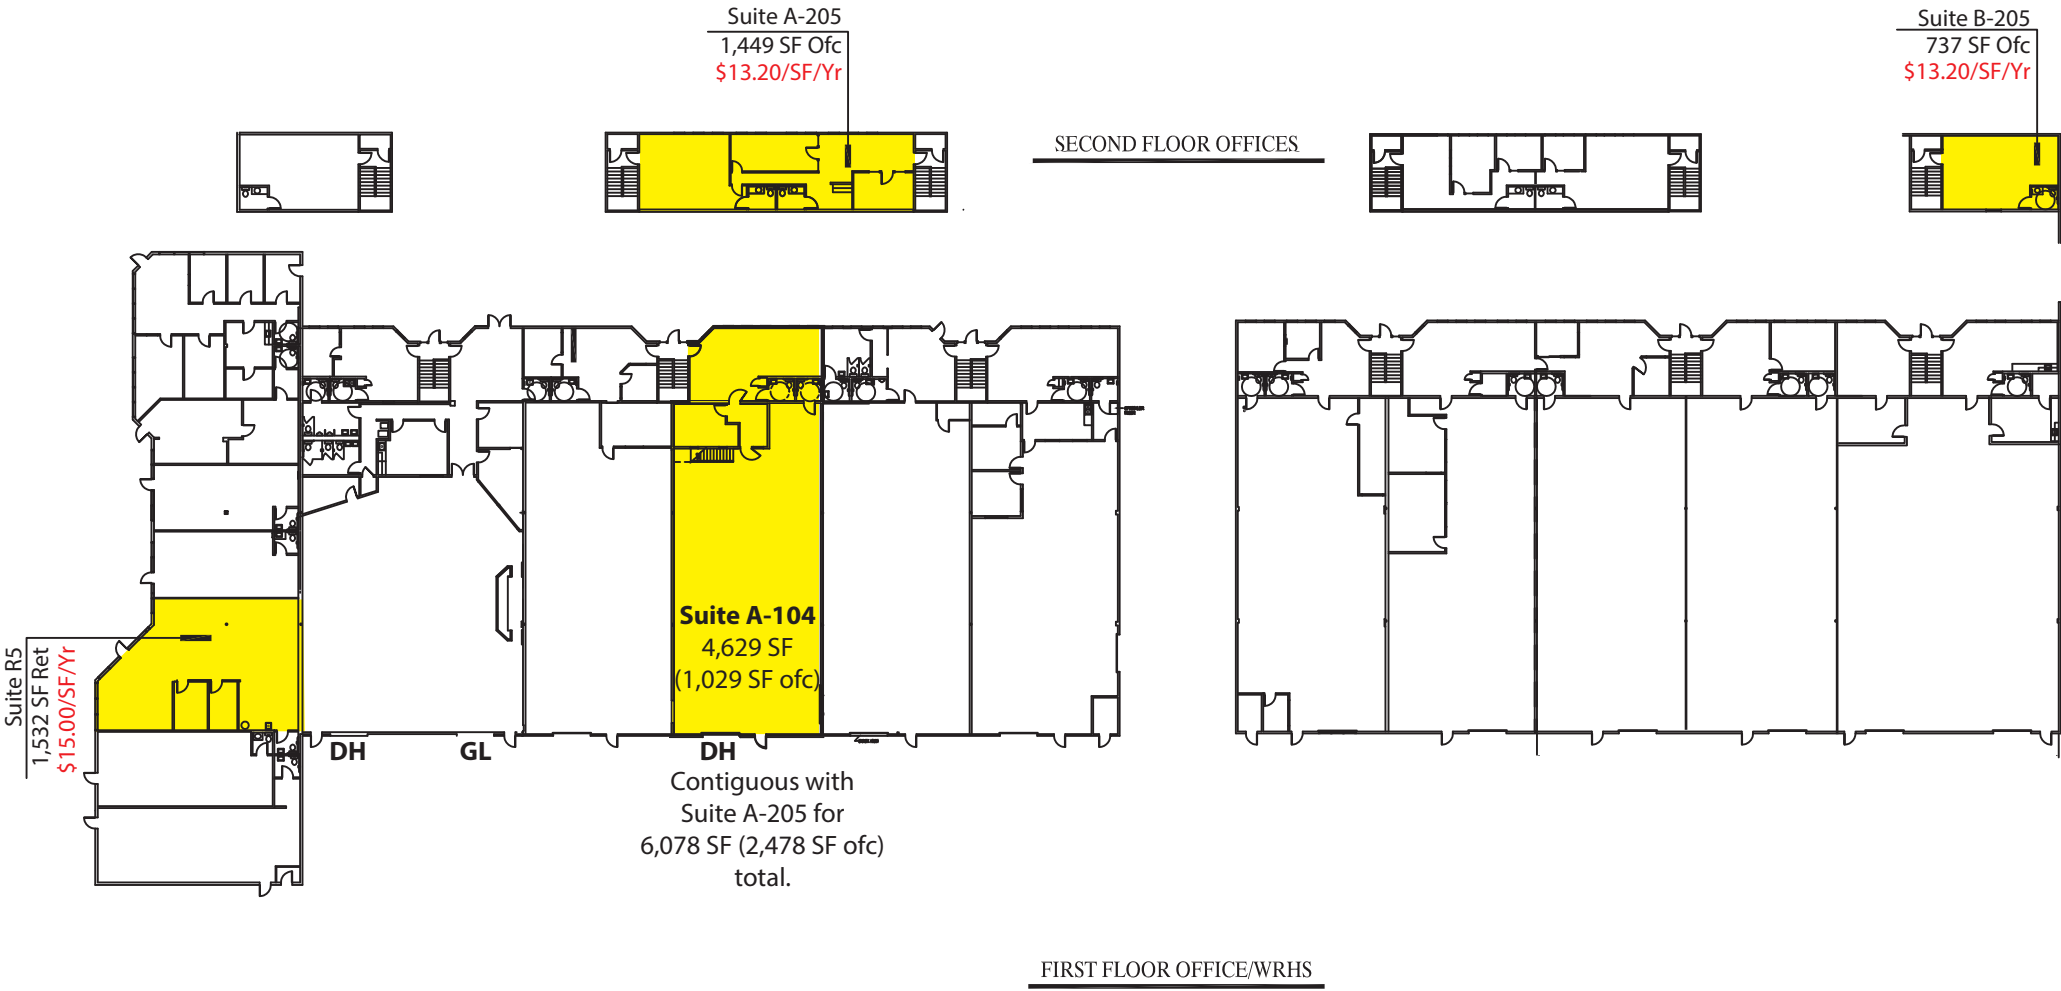 Suite A-205
1,449 SF Ofc
$13.20/SF/Yr
Suite B-205
737 SF Ofc
$13.20/SF/Yr
SECOND FLOOR OFFICES
Suite R5
1,532 SF Ret
$15.00/SF/Yr
Suite A-104
4,629 SF
(1,029 SF ofc)
DH
GL
DH
Contiguous with
Suite A-205 for
6,078 SF (2,478 SF ofc)
total.
FIRST FLOOR OFFICE/WRHS